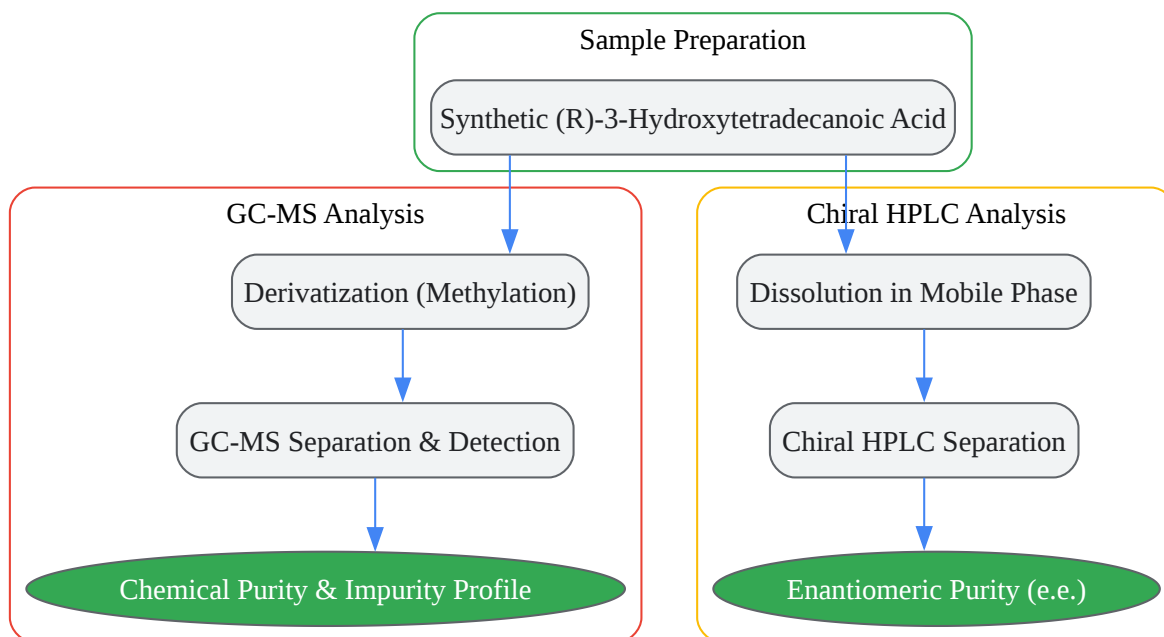 Sample Preparation
Synthetic (R)-3-Hydroxytetradecanoic Acid
GC-MS Analysis
Derivatization (Methylation)
GC-MS Separation & Detection
Chemical Purity & Impurity Profile
Chiral HPLC Analysis
Dissolution in Mobile Phase
Chiral HPLC Separation
Enantiomeric Purity (e.e.)